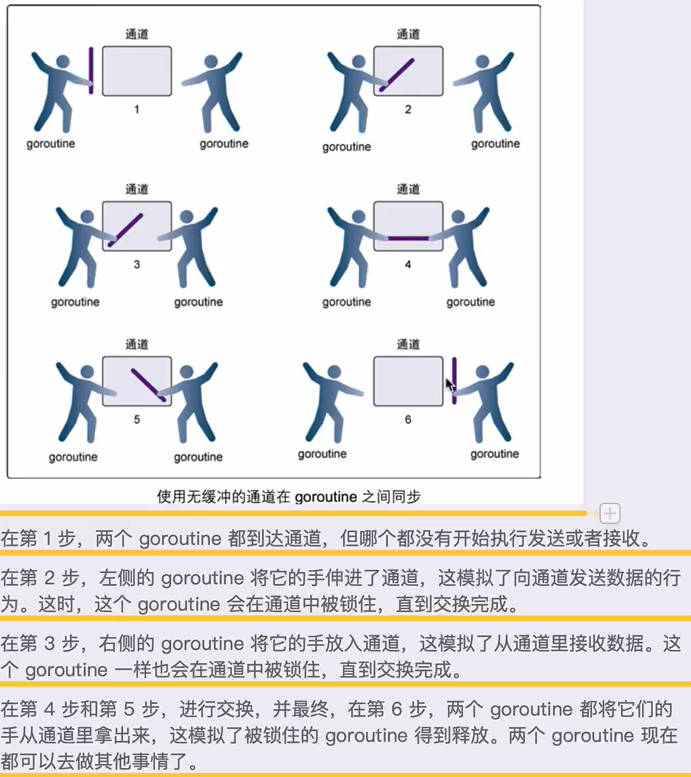 通道
通道
goroutine
1
goroutine
goroutine
2
goroutine
通道
通道
3
4
goroutine
goroutine
goroutine
goroutine
通道
通道
5
6
goroutine
goroutine
goroutine
goroutine
使用无缓冲的通道在 goroutine 之间同步
在第 1 步，两个 goroutine 都到达通道，但哪个都没有开始执行发送或者接收。
在第 2 步，左侧的 goroutine 将它的手伸进了通道，这模拟了向通道发送数据的行
为。这时，这个 goroutine 会在通道中被锁住，直到交换完成。
在第 3 步，右侧的 goroutine 将它的手放入通道，这模拟了从通道里接收数据。这
个 goroutine 一样也会在通道中被锁住，直到交换完成。
在第 4 步和第 5 步，进行交换，并最终，在第 6 步，两个 goroutine 都将它们的
手从通道里拿出来，这模拟了被锁住的 goroutine 得到释放。两个 goroutine 现在
都可以去做其他事情了。